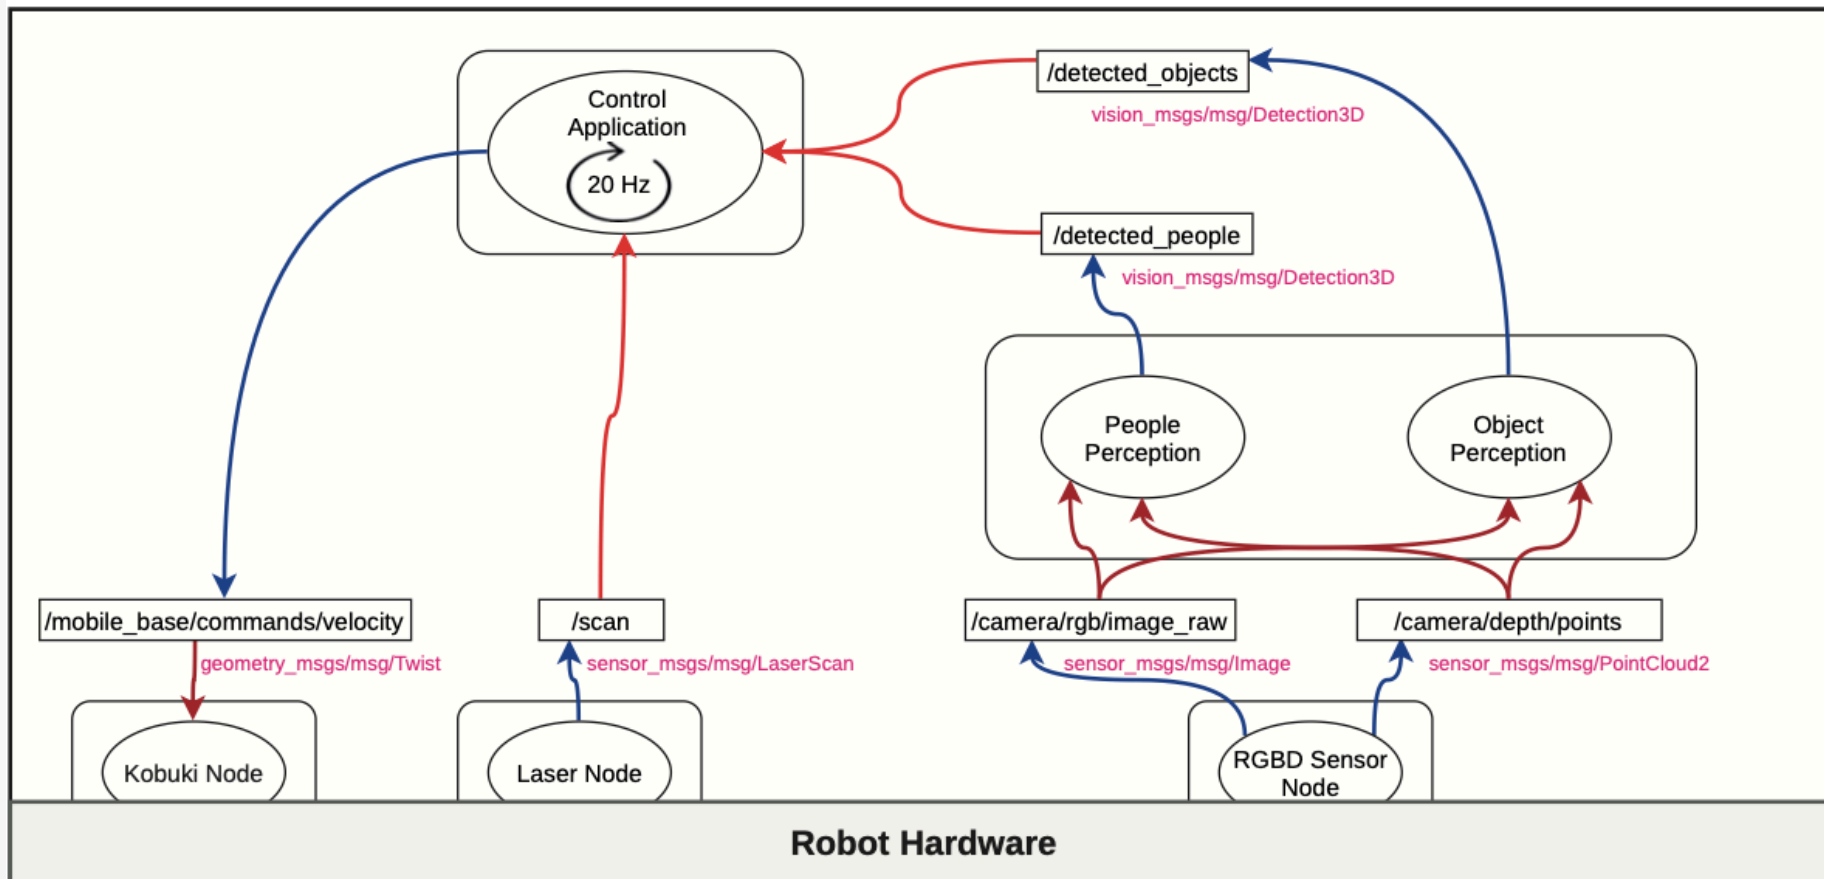 Control
Application
20 Hz
/detected_objects
vision_msgs/msg/Detection3D
/detected_people
vision_msgs/msg/Detection3D
People
Perception
Object
Perception
/mobile_base/commands/velocity
geometry_msgs/msg/Twist
/scan
sensor_msgs/msg/LaserScan
/camera/rgb/image_raw
sensor_msgs/msg/Image
/camera/depth/points
sensor_msgs/msg/PointCloud2
Kobuki Node
Laser Node
RGBD Sensor
Node
Robot Hardware